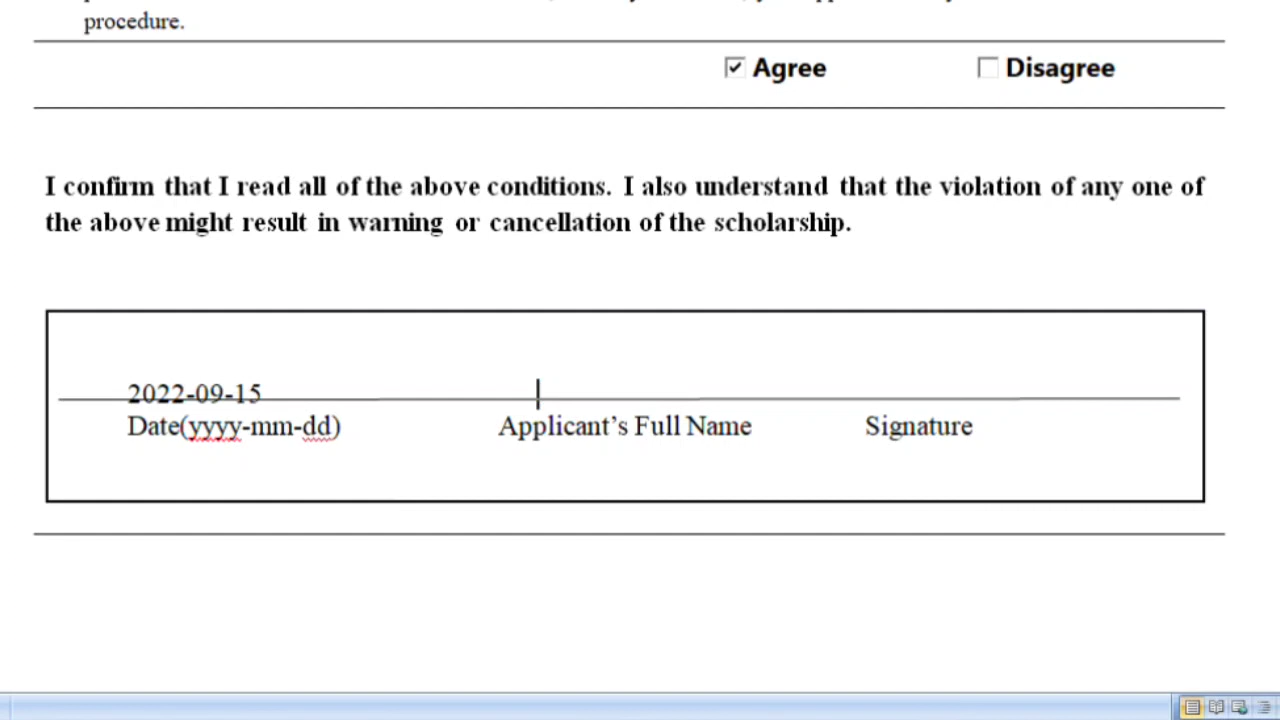 procedure.
Agree Disagree
I confirm that I read all of the above conditions. I also understand that the violation of any one of
the above might result in warning or cancellation of the scholarship.
2022-09-15
Date(yyyy-mm-dd) Applicant’s Full Name Signature